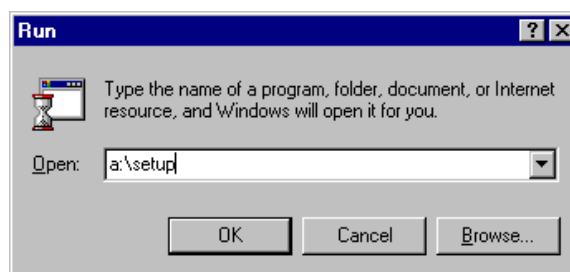 Run
Type the name of a program, folder, document, or Internet
resource, and Windows will open it for you.
Open: a:\setup
OK Cancel Browse...